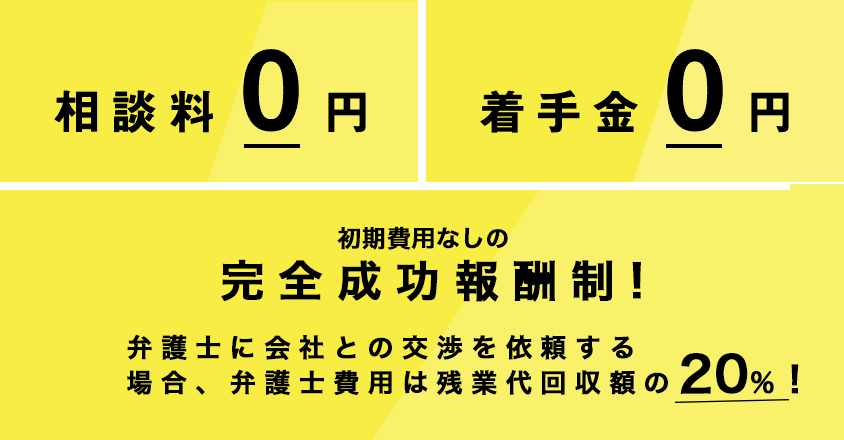 相談料0円
着手金0円
初期費用なしの
完全成功報酬制！
弁護士に会社との交渉を依頼する
場合、弁護士費用は残業代回収額の20%！